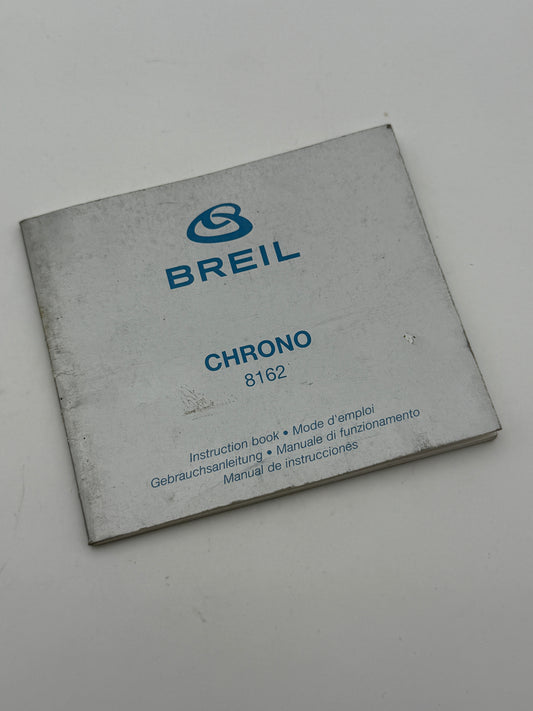 BREIL
CHRONO
8162
Instruction book • Mode d'emploi
Gebrauchsanleitung • Manuale di funzionamento
Manual de instrucciones